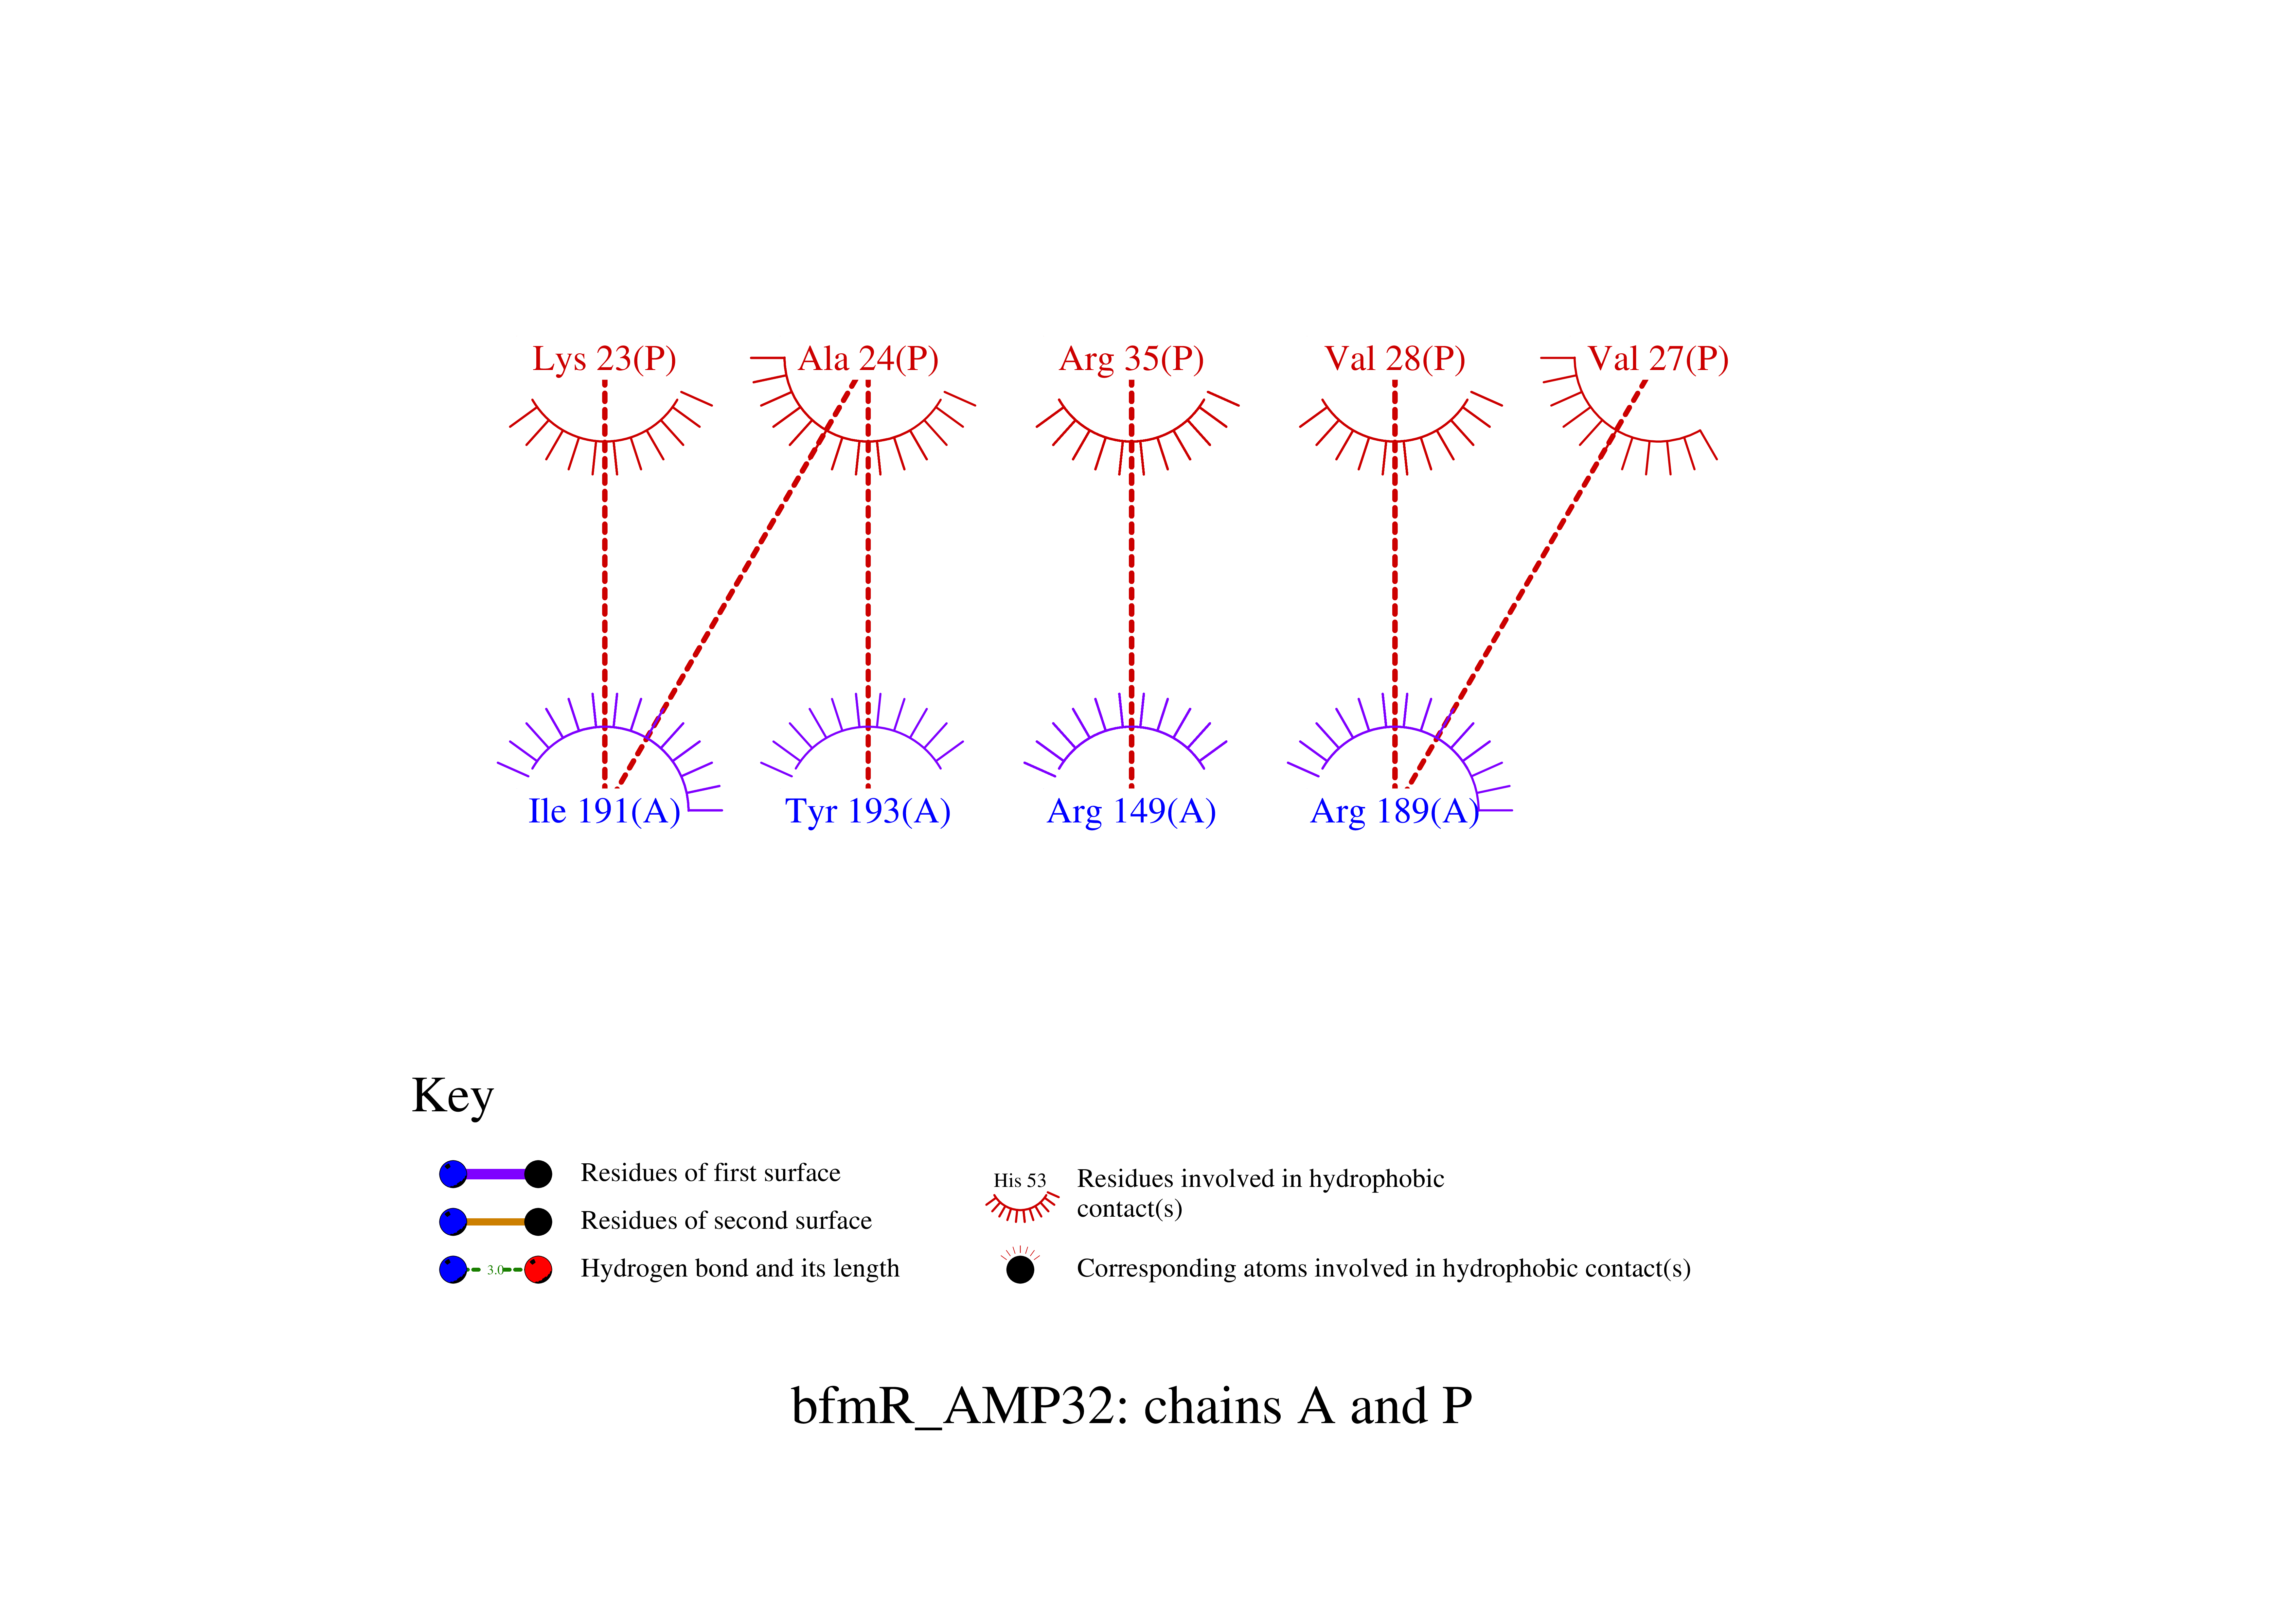 Lys 23(P) Ala 24(P) Arg 35(P) Val 28(P) Val 27(P)
Ile 191(A) Tyr 193(A) Arg 149(A) Arg 189(A)
Key
Residues of first surface
Residues of second surface
3.0 Hydrogen bond and its length
His 53 Residues involved in hydrophobic
contact(s)
Corresponding atoms involved in hydrophobic contact(s)
bfmR_AMP32: chains A and P